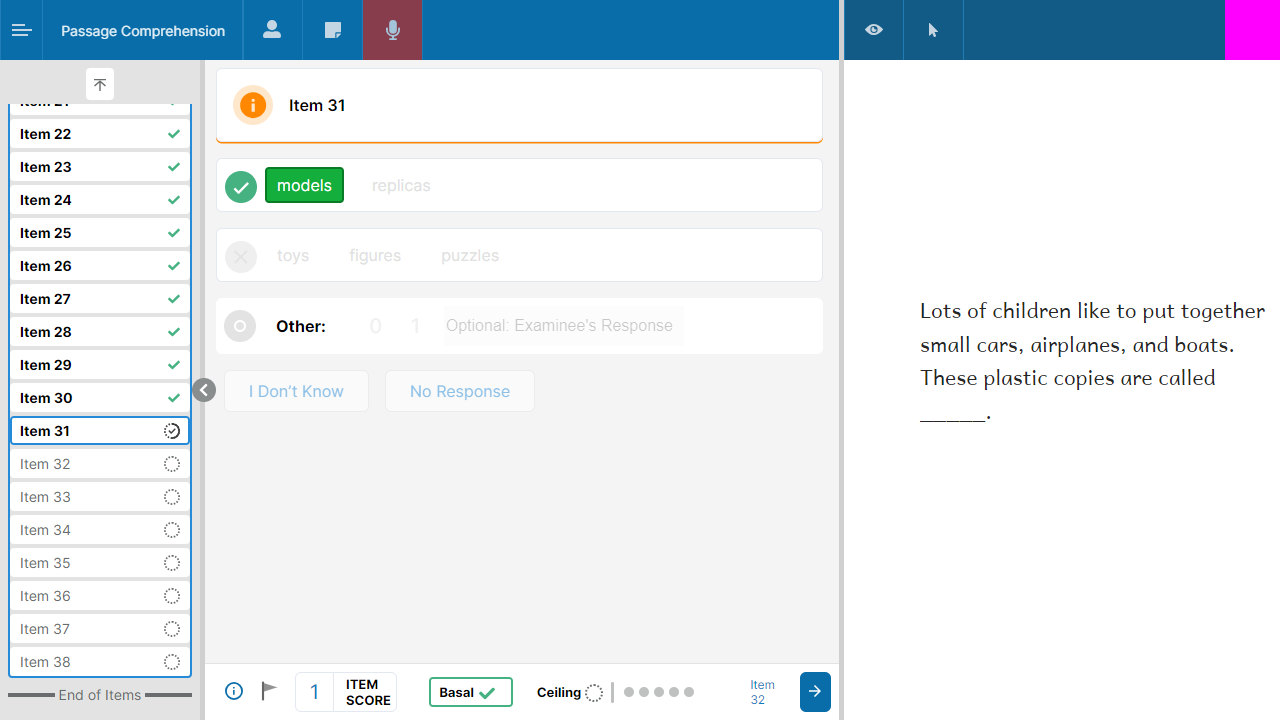 Passage Comprehension
Item 22
Item 23
Item 24
Item 25
Item 26
Item 27
Item 28
Item 29
Item 30
Item 31
Item 32
Item 33
Item 34
Item 35
Item 36
Item 37
Item 38
End of Items
Item 31
models replicas
toys figures puzzles
Other: 0 1 Optional: Examinee's Response
I Don't Know No Response
1 ITEM SCORE Basal Ceiling Item 32
Lots of children like to put together
small cars, airplanes, and boats.
These plastic copies are called
_____.